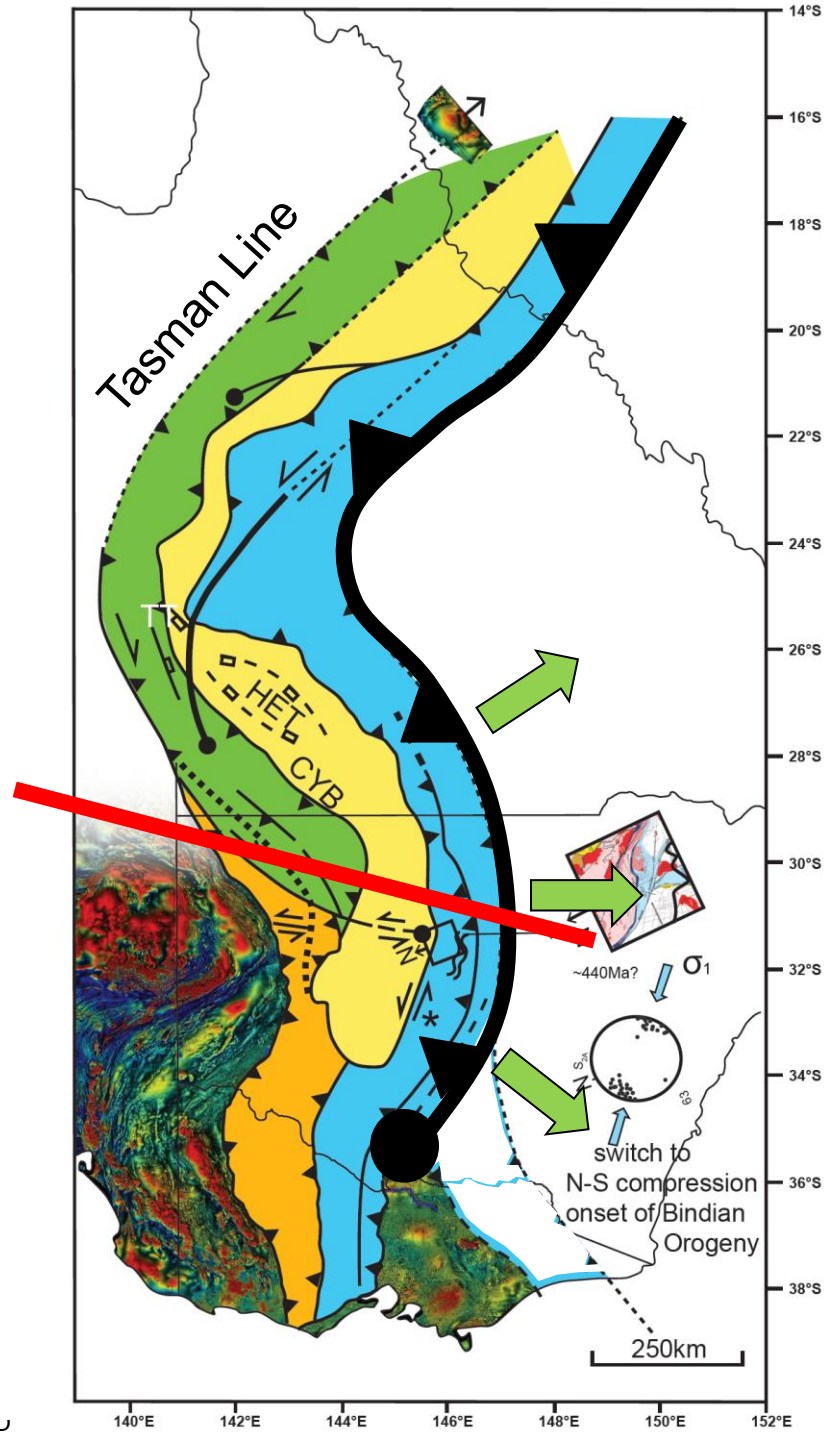 14°S
16°S
18°S
20°S
22°S
24°S
26°S
28°S
30°S
32°S
34°S
36°S
38°S
Tasman Line
TT
HET
CYB
N
~440Ma?
σ1
S2A
N
63
switch to
N-S compression
onset of Bindian
Orogeny
250km
140°E
142°E
144°E
146°E
148°E
150°E
152°E